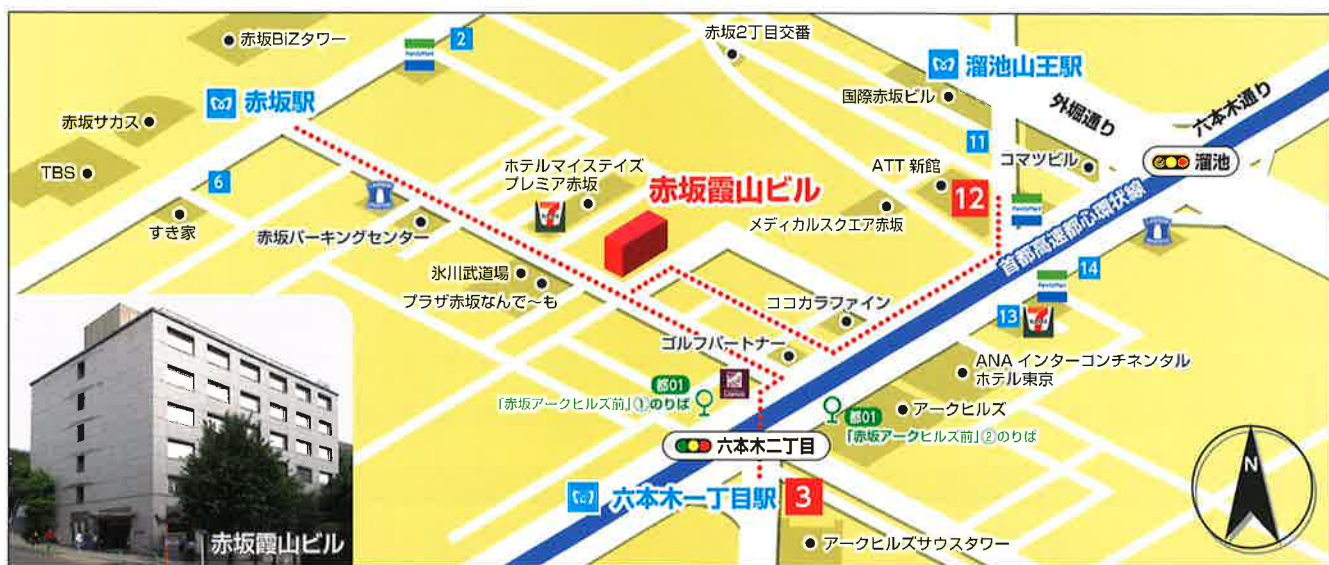 赤坂BiZタワー
FamilyMart
2
赤坂2丁目交番
溜池山王駅
国際赤坂ビル
外堀通り
六本木通り
赤坂駅
赤坂サカス
TBS
6
すき家
赤坂パーキングセンター
ホテルマイステイズ
プレミア赤坂
赤坂霞山ビル
11
コマツビル
溜池
ATT 新館
12
FamilyMart
メディカルスクエア赤坂
首都高速都心環状線
氷川武道場
プラザ赤坂なんで〜も
ココカラファイン
ゴルフパートナー
14
FamilyMart
13
ANA インターコンチネンタル
ホテル東京
都01
「赤坂アークヒルズ前」①のりば
アークヒルズ
都01
「赤坂アークヒルズ前」②のりば
六本木二丁目
六本木一丁目駅
3
アークヒルズサウスタワー
N
赤坂霞山ビル